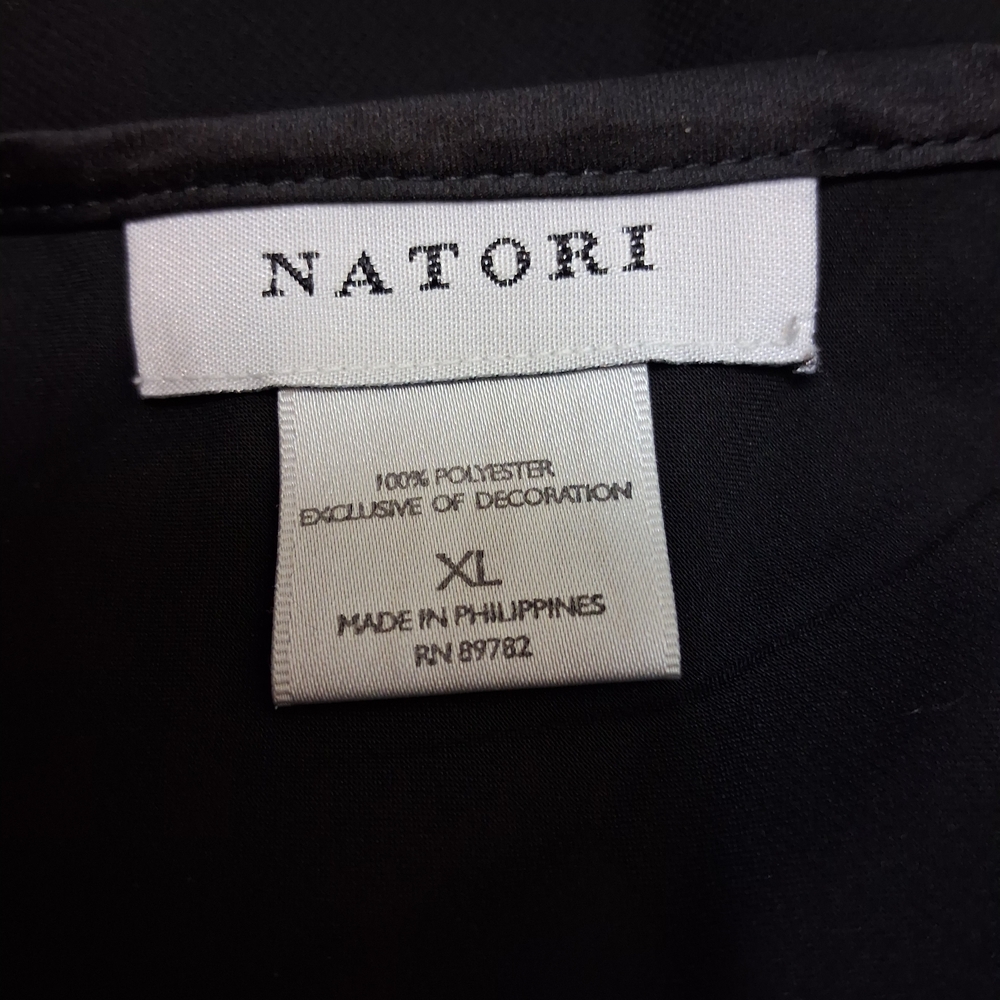 NATORI
100% POLYESTER
EXCLUSIVE OF DECORATION
XL
MADE IN PHILIPPINES
RN 89782